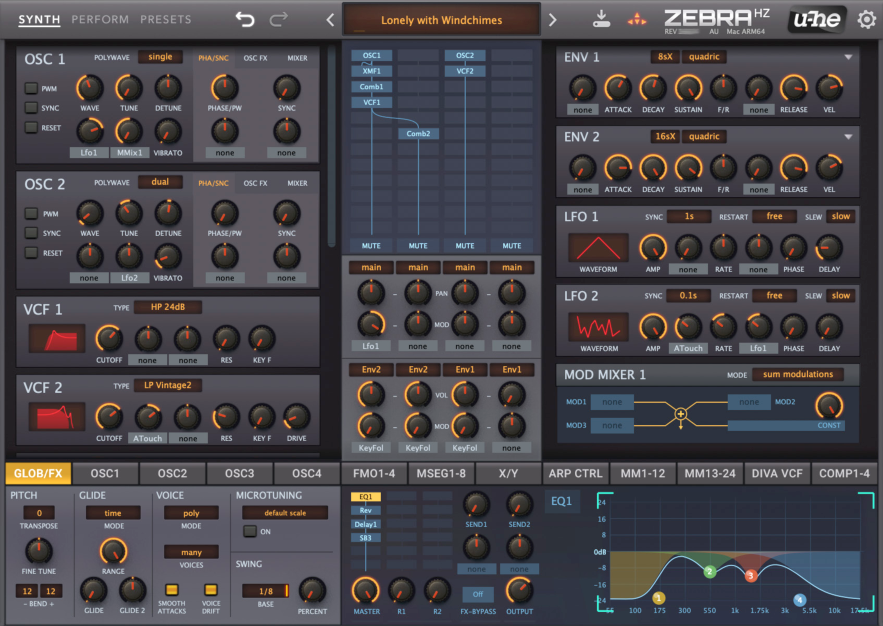 SYNTH PERFORM PRESETS
Lonely with Windchimes
ZEBRA HZ
REV AU Mac ARM64
u-he
OSC 1 POLYWAVE single
PHA/SNC OSC FX MIXER
PWM
SYNC
RESET
WAVE TUNE DETUNE PHASE/PW SYNC
Lfo1 MMix1 VIBRATO none none
OSC 2 POLYWAVE dual
PHA/SNC OSC FX MIXER
PWM
SYNC
RESET
WAVE TUNE DETUNE PHASE/PW SYNC
none Lfo2 VIBRATO none none
VCF 1 TYPE HP 24dB
CUTOFF none none RES KEY F
VCF 2 TYPE LP Vintage2
CUTOFF ATouch none RES KEY F DRIVE
OSC1 OSC2
XMF1 VCF2
Comb1
VCF1
Comb2
MUTE MUTE MUTE MUTE
main main main main
PAN
MOD
Lfo1 none none none
Env2 Env2 Env1 Env1
VOL
MOD
KeyFol KeyFol KeyFol none
ENV 1 8sX quadric
none ATTACK DECAY SUSTAIN F/R none RELEASE VEL
ENV 2 16sX quadric
none ATTACK DECAY SUSTAIN F/R none RELEASE VEL
LFO 1 SYNC 1s RESTART free SLEW slow
WAVEFORM AMP none RATE none PHASE DELAY
LFO 2 SYNC 0.1s RESTART free SLEW slow
WAVEFORM AMP ATouch RATE Lfo1 PHASE DELAY
MOD MIXER 1 MODE sum modulations
MOD1 none none MOD2
MOD3 none CONST
GLOB/FX OSC1 OSC2 OSC3 OSC4 FMO1-4 MSEG1-8 X/Y ARP CTRL MM1-12 MM13-24 DIVA VCF COMP1-4
PITCH
0
TRANSPOSE
FINE TUNE
12 12
- BEND +
GLIDE
time
MODE
RANGE
GLIDE GLIDE 2
VOICE
poly
MODE
many
VOICES
SMOOTH ATTACKS
VOICE DRIFT
MICROTUNING
default scale
ON
SWING
1/8
BASE PERCENT
EQ1
Rev
Delay1
SB3
SEND1 SEND2
none none
Off
MASTER R1 R2 FX-BYPASS OUTPUT
EQ1
24
16
8
0dB
-8
-16
-24
55 100 175 300 550 1k 1.75k 3k 5.5k 10k 17.5k
1
2
3
4